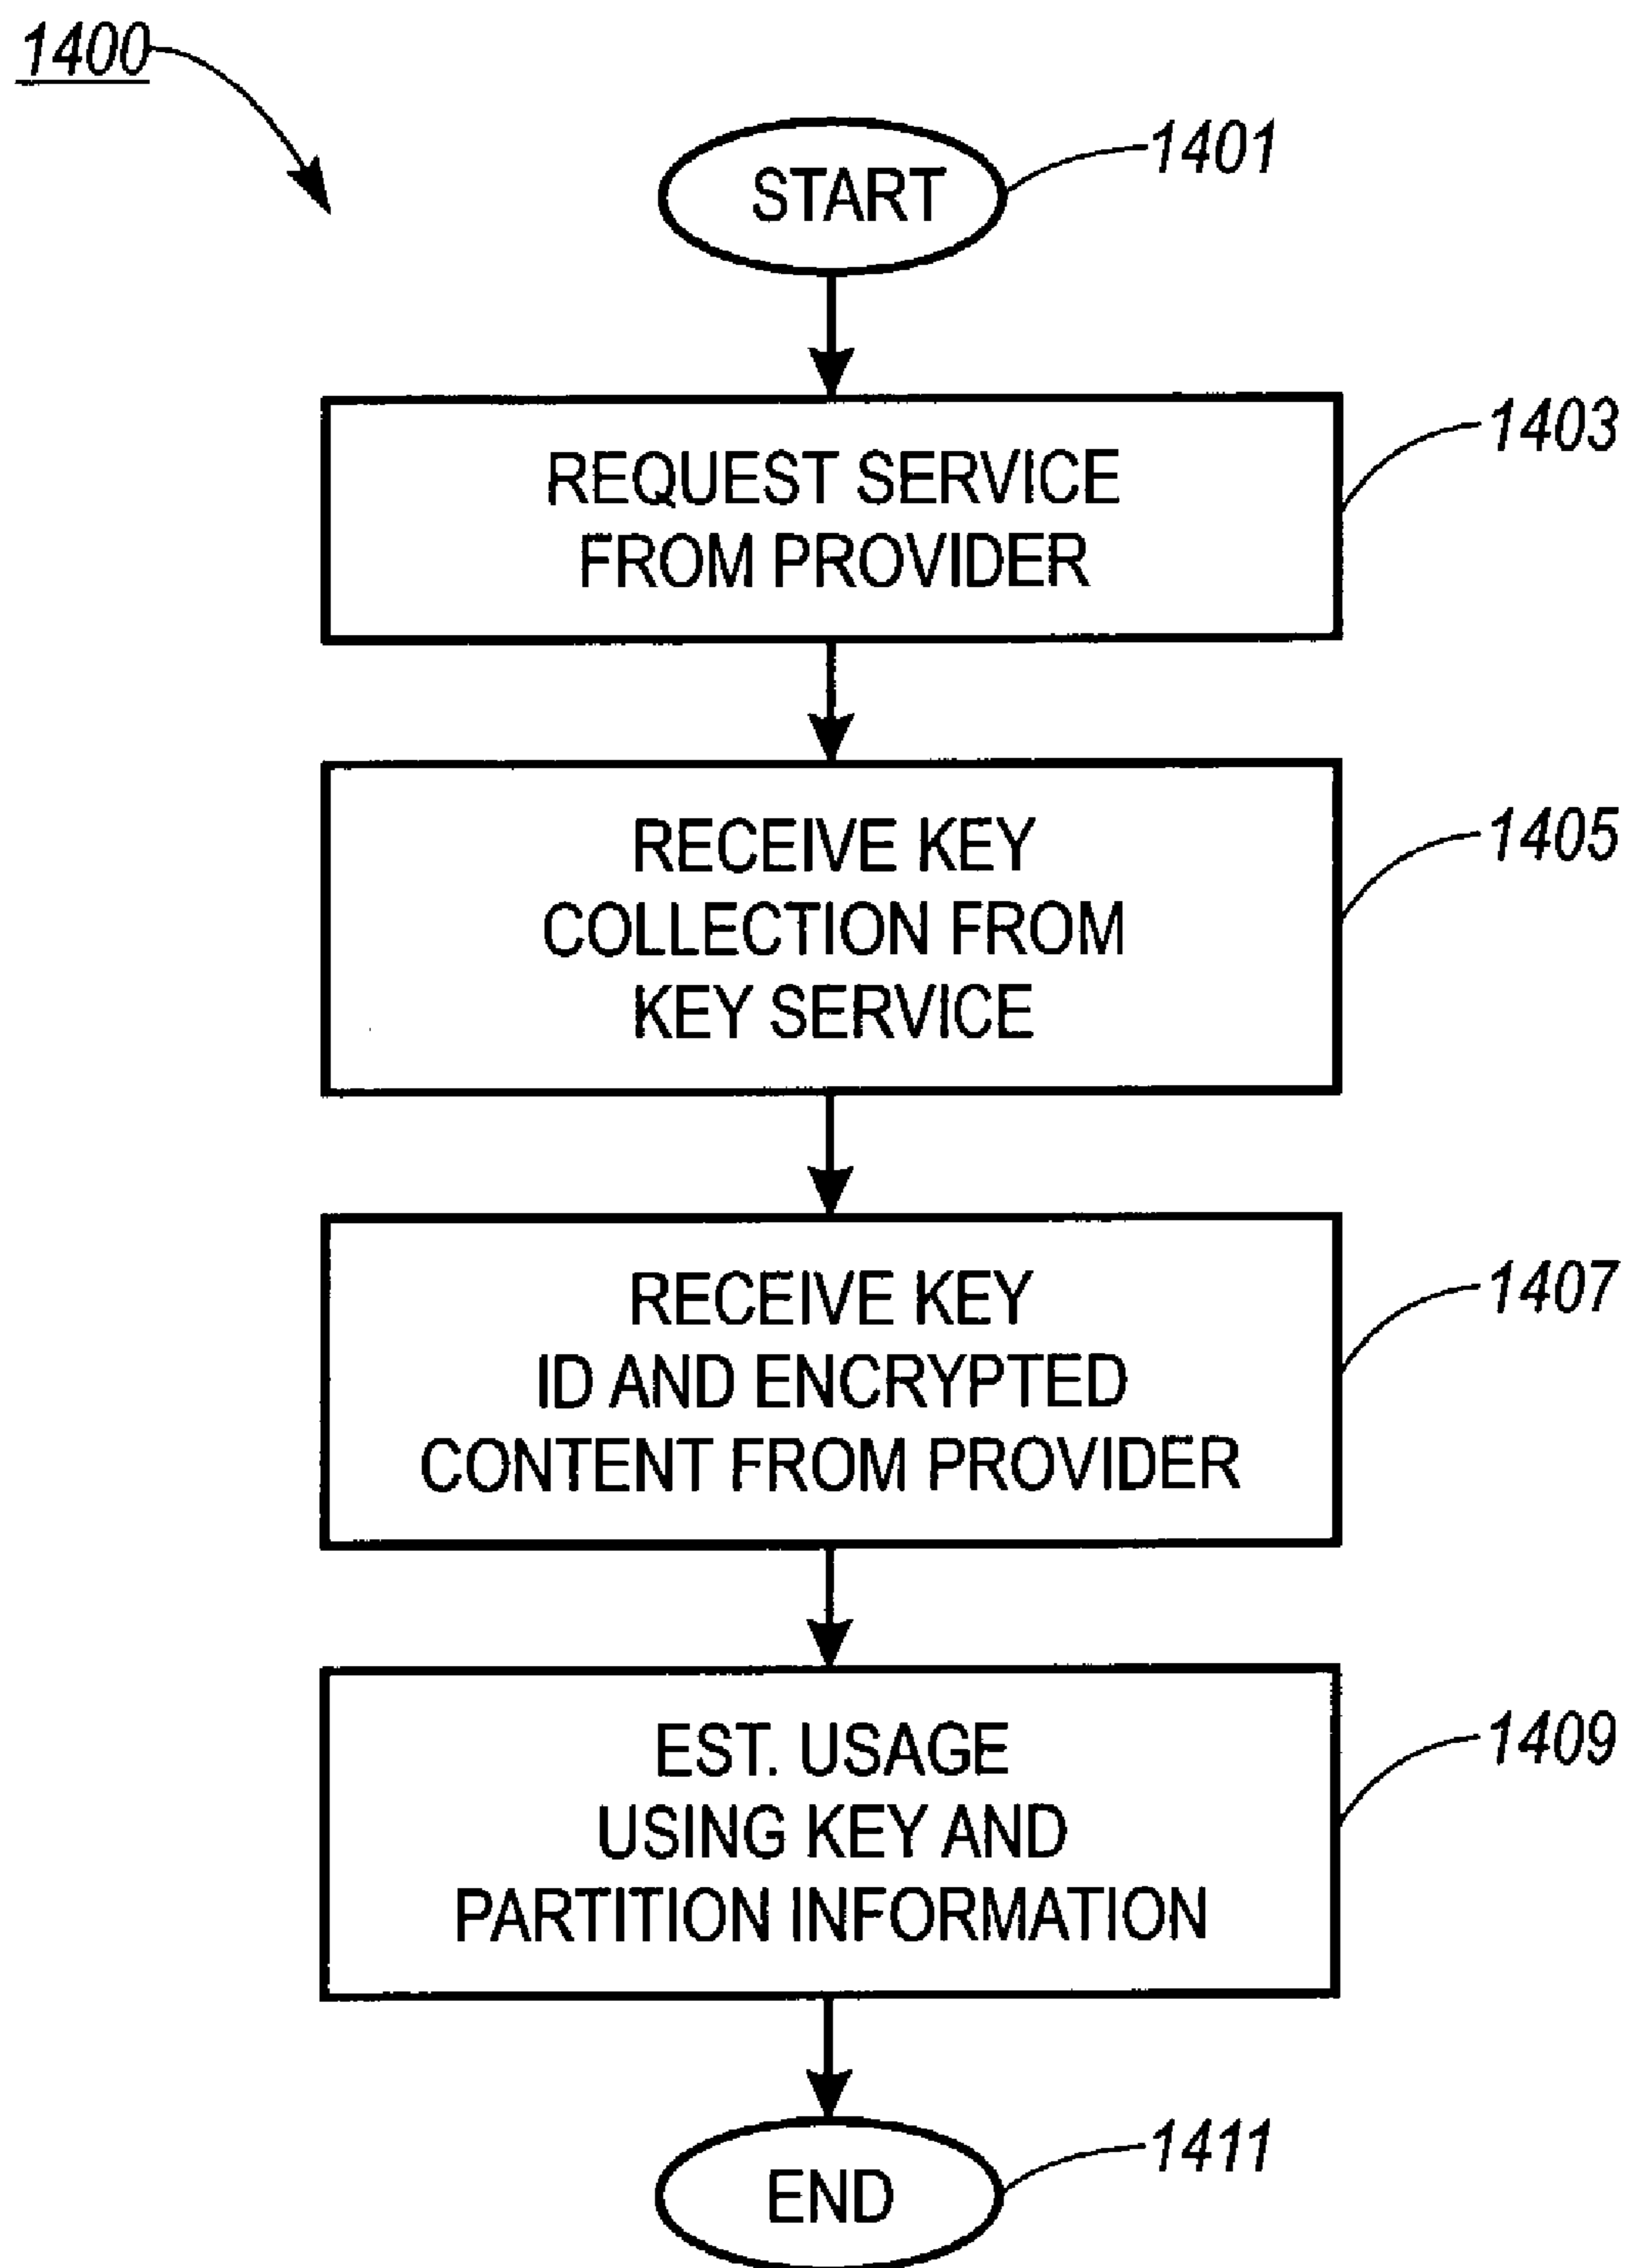 1400
START
1401
REQUEST SERVICE
FROM PROVIDER
1403
RECEIVE KEY
COLLECTION FROM
KEY SERVICE
1405
RECEIVE KEY
ID AND ENCRYPTED
CONTENT FROM PROVIDER
1407
EST. USAGE
USING KEY AND
PARTITION INFORMATION
1409
END
1411